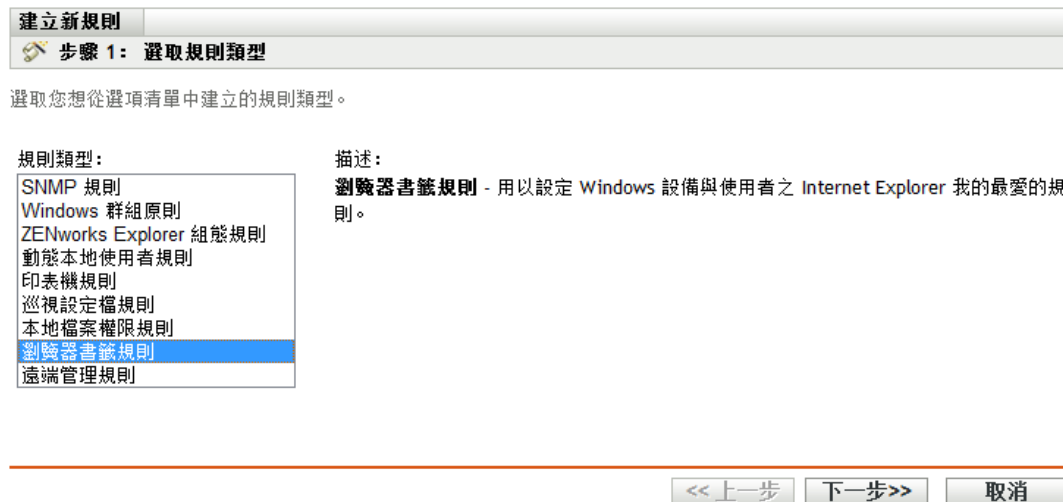 建立新規則
步驟 1： 選取規則類型
選取您想從選項清單中建立的規則類型。
規則類型：
SNMP 規則
Windows 群組原則
ZENworks Explorer 組態規則
動態本地使用者規則
印表機規則
巡視設定檔規則
本地檔案權限規則
瀏覽器書籤規則
遠端管理規則
描述：
瀏覽器書籤規則 - 用以設定 Windows 設備與使用者之 Internet Explorer 我的最愛的規
則。
<< 上一步
下一步>>
取消